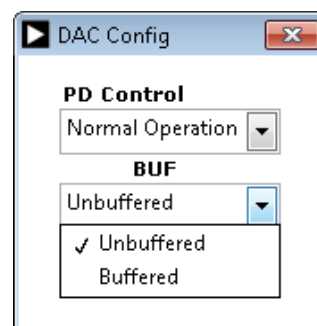 DAC Config
PD Control
Normal Operation
BUF
Unbuffered
✓ Unbuffered
Buffered